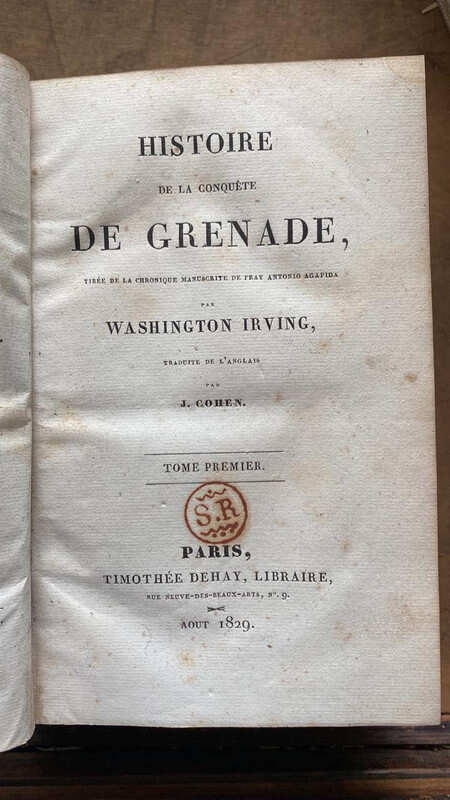 HISTOIRE
DE LA CONQUÊTE
DE GRENADE,
TIRÉE DE LA CHRONIQUE MANUSCRITE DE FRAY ANTONIO AGAPIDA
PAR
WASHINGTON IRVING,
TRADUITE DE L'ANGLAIS
PAR
J. COHEN.
TOME PREMIER.
S.R
PARIS,
TIMOTHÉE DEHAY, LIBRAIRE,
RUE NEUVE-DES-BEAUX-ARTS, N°. 9.
AOUT 1829.